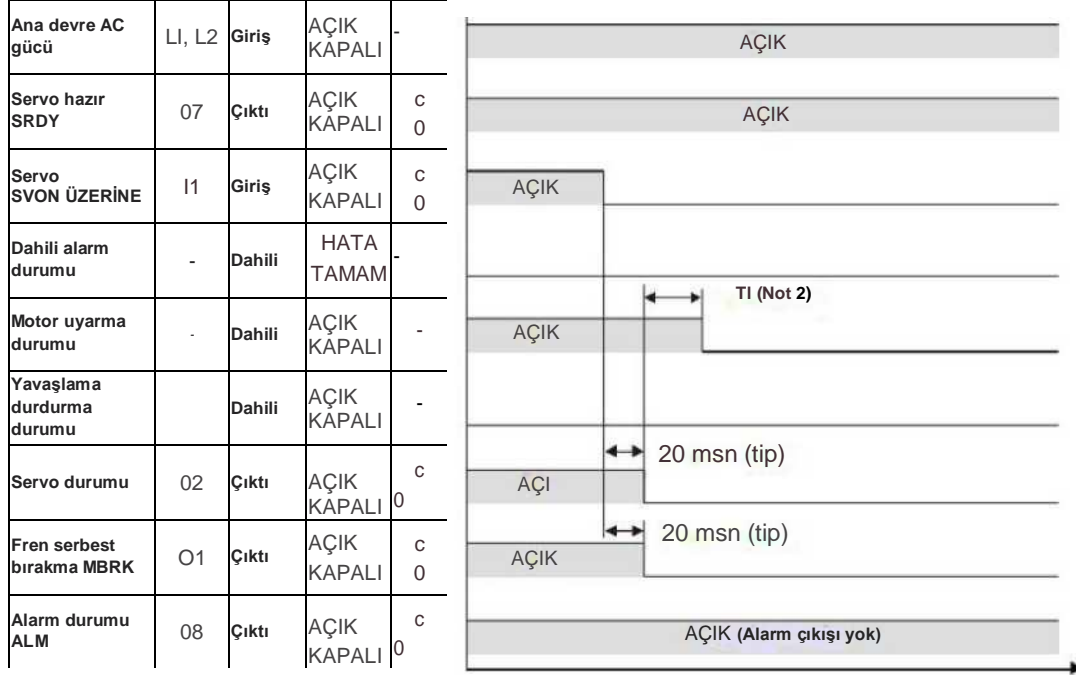 Ana devre AC
gücü
LI, L2
Giriş
AÇIK
KAPALI
-
AÇIK
Servo hazır
SRDY
07
Çıktı
AÇIK
KAPALI
c
0
AÇIK
Servo
SVON ÜZERİNE
I1
Giriş
AÇIK
KAPALI
c
0
AÇIK
Dahili alarm
durumu
-
Dahili
HATA
TAMAM
-
TI (Not 2)
Motor uyarma
durumu
-
Dahili
AÇIK
KAPALI
-
AÇIK
Yavaşlama
durdurma
durumu
Dahili
AÇIK
KAPALI
-
20 msn (tip)
Servo durumu
02
Çıktı
AÇIK
KAPALI
c
0
AÇI
20 msn (tip)
Fren serbest
bırakma MBRK
O1
Çıktı
AÇIK
KAPALI
c
0
AÇIK
Alarm durumu
ALM
08
Çıktı
AÇIK
KAPALI
c
0
AÇIK (Alarm çıkışı yok)